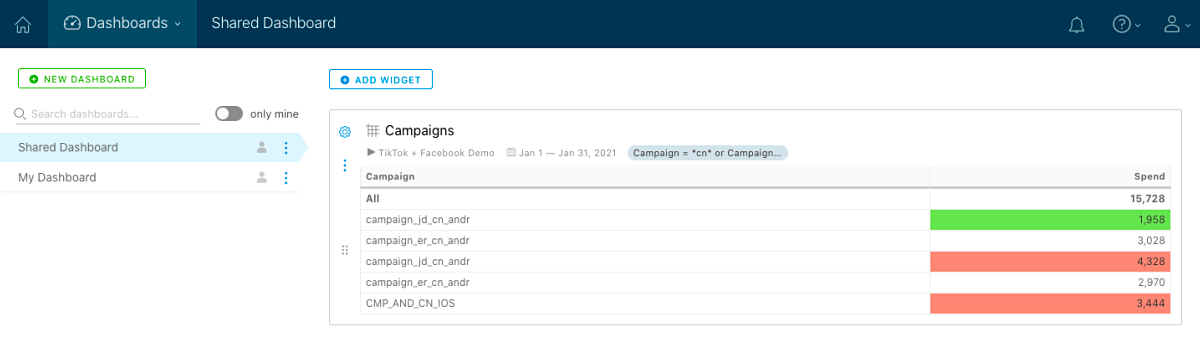 Dashboards
Shared Dashboard
NEW DASHBOARD
Search dashboards...
only mine
Shared Dashboard
My Dashboard
ADD WIDGET
Campaigns
TikTok + Facebook Demo Jan 1 — Jan 31, 2021 Campaign = *cn* or Campaign...
Campaign Spend
All 15,728
campaign_jd_cn_andr 1,958
campaign_er_cn_andr 3,028
campaign_jd_cn_andr 4,328
campaign_er_cn_andr 2,970
CMP_AND_CN_IOS 3,444